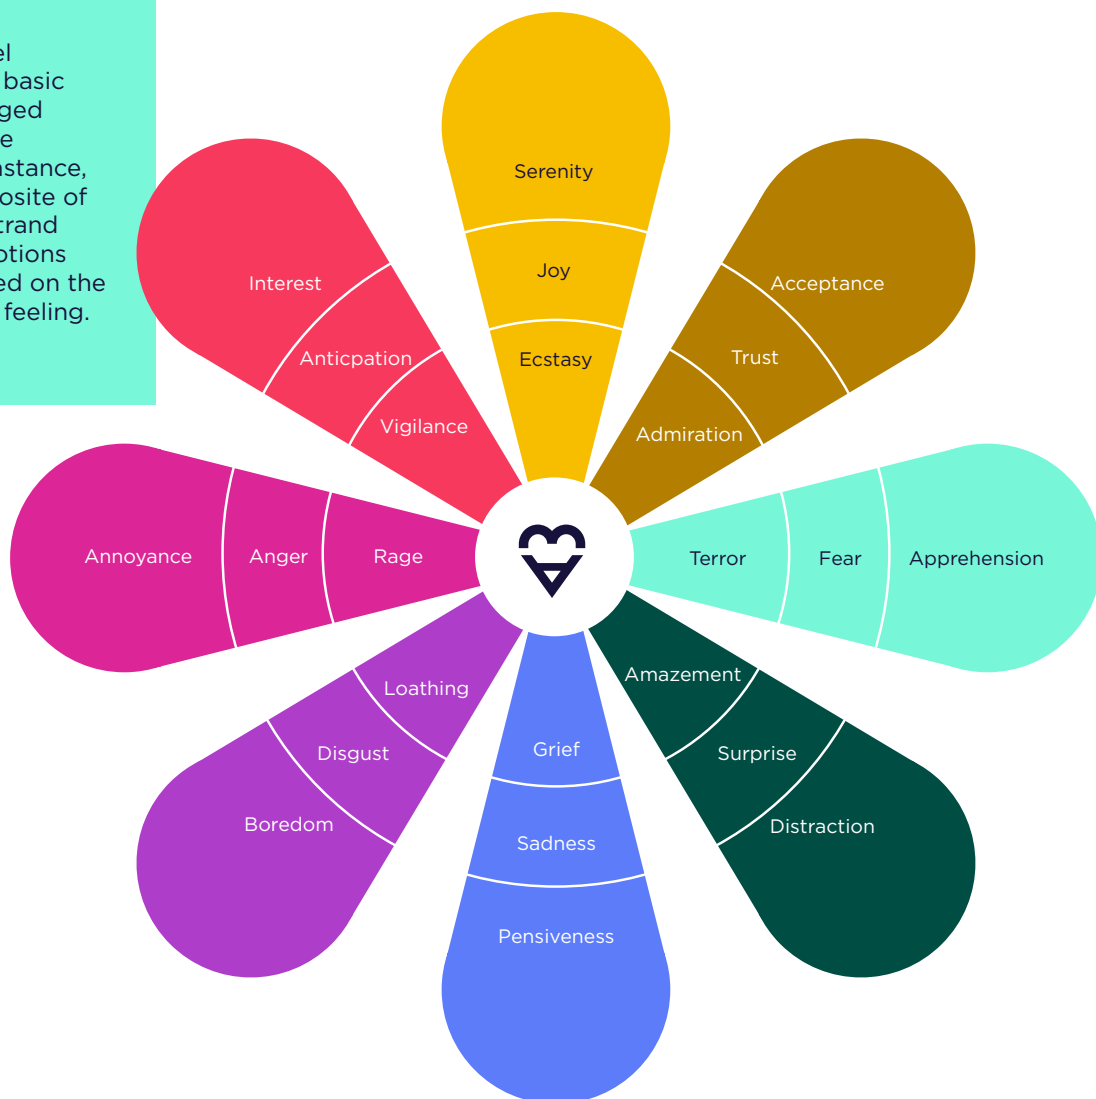 el
basic
ged
e
nstance,
osite of
trand
otions
ed on the
feeling.
Serenity
Joy
Ecstasy
Interest
Anticpation
Vigilance
Acceptance
Trust
Admiration
Annoyance
Anger
Rage
Terror
Fear
Apprehension
Loathing
Disgust
Boredom
Grief
Sadness
Pensiveness
Amazement
Surprise
Distraction